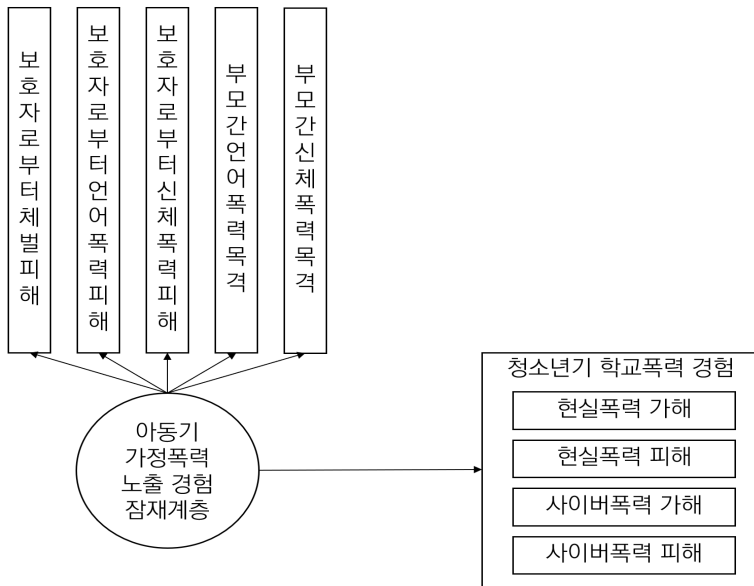 보호자로부터체벌피해
보호자로부터언어폭력피해
보호자로부터신체폭력피해
부모간언어폭력목격
부모간신체폭력목격
청소년기 학교폭력 경험
현실폭력 가해
현실폭력 피해
사이버폭력 가해
사이버폭력 피해
아동기
가정폭력
노출 경험
잠재계층